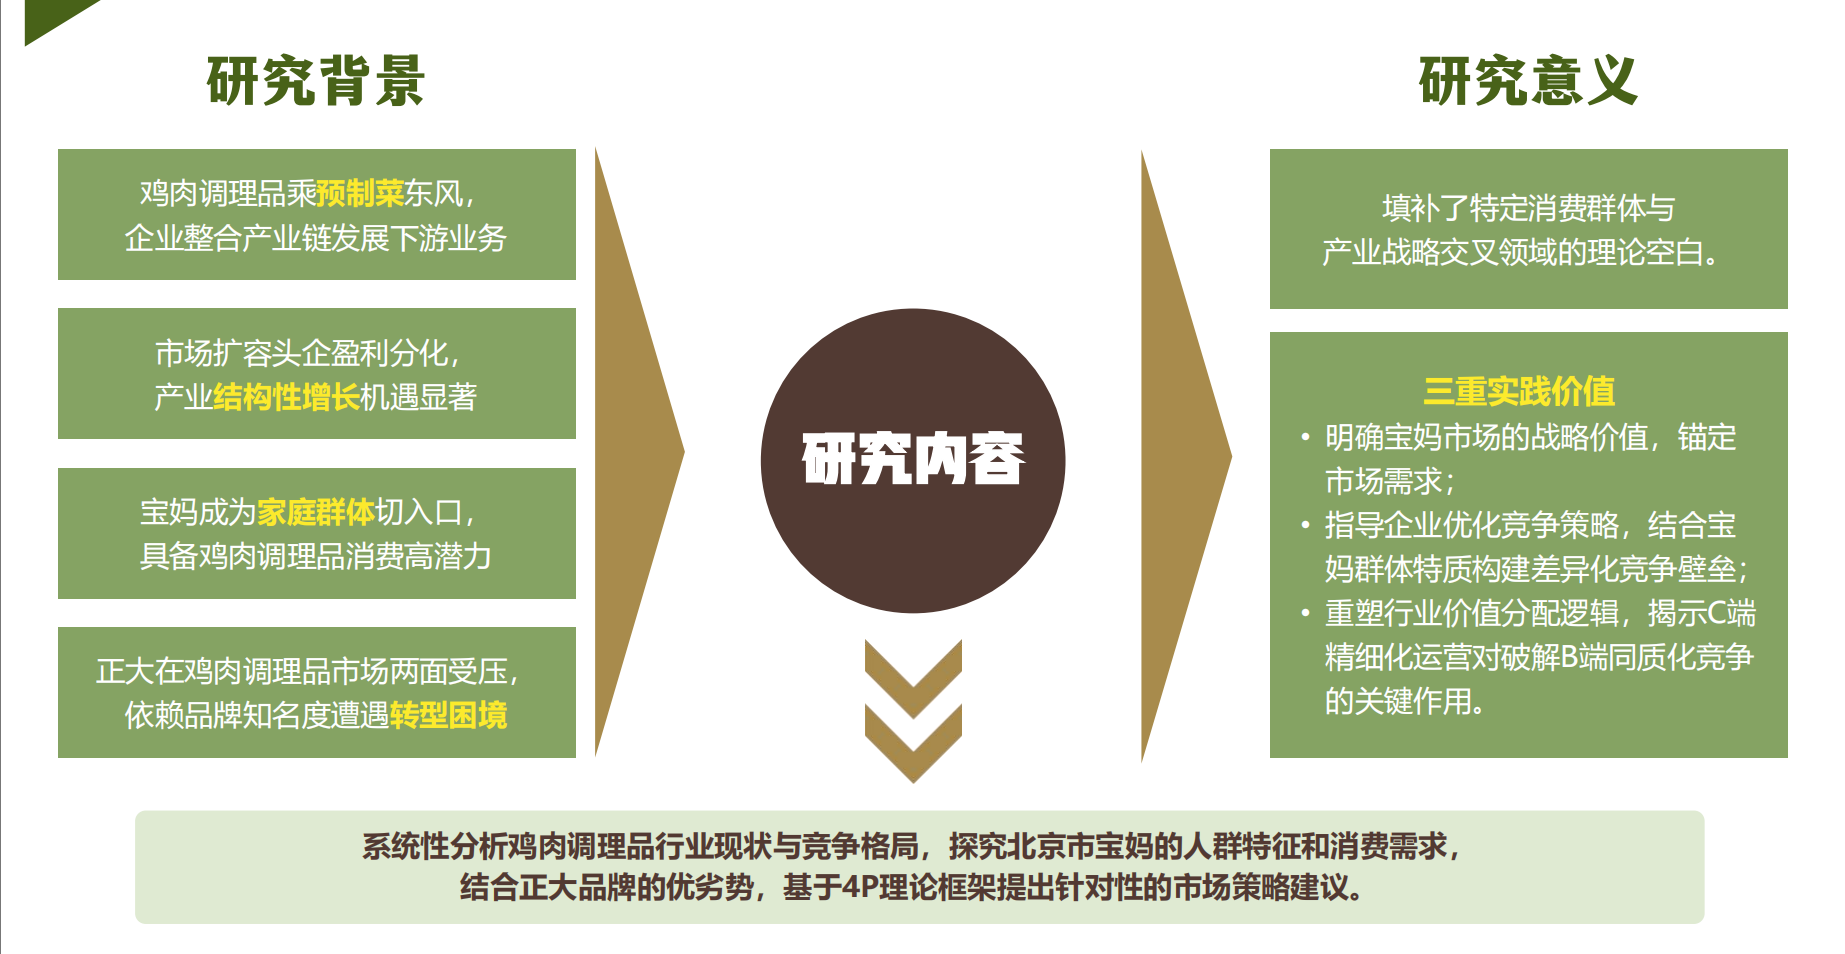 研究背景
鸡肉调理品乘预制菜东风，
企业整合产业链发展下游业务
市场扩容头企盈利分化，
产业结构性增长机遇显著
宝妈成为家庭群体切入口，
具备鸡肉调理品消费高潜力
正大在鸡肉调理品市场两面受压，
依赖品牌知名度遭遇转型困境
研究内容
研究意义
填补了特定消费群体与
产业战略交叉领域的理论空白。
三重实践价值
• 明确宝妈市场的战略价值，锚定
市场需求；
• 指导企业优化竞争策略，结合宝
妈群体特质构建差异化竞争壁垒；
• 重塑行业价值分配逻辑，揭示C端
精细化运营对破解B端同质化竞争
的关键作用。
系统性分析鸡肉调理品行业现状与竞争格局，探究北京市宝妈的人群特征和消费需求，
结合正大品牌的优劣势，基于4P理论框架提出针对性的市场策略建议。